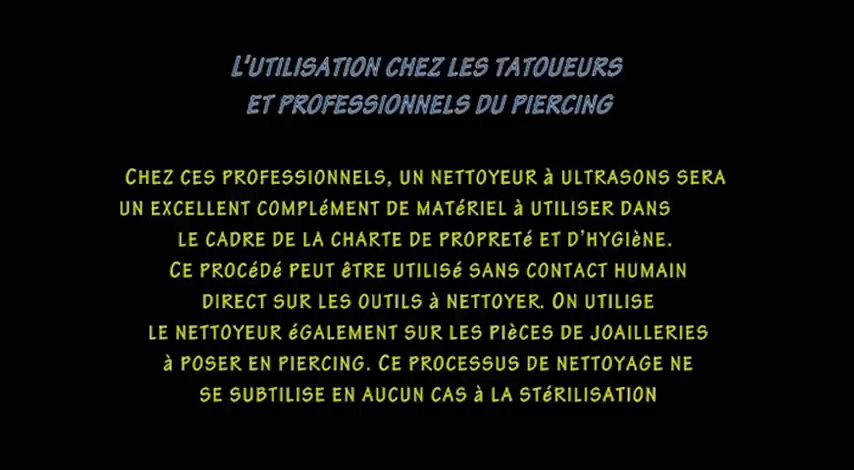 L'UTILISATION CHEZ LES TATOUEURS
ET PROFESSIONNELS DU PIERCING
CHEZ CES PROFESSIONNELS, UN NETTOYEUR à ULTRASONS SERA
UN EXCELLENT COMPLéMENT DE MATéRIEL à UTILISER DANS
LE CADRE DE LA CHARTE DE PROPRETé ET D'HYGIèNE.
CE PROCéDé PEUT êTRE UTILISé SANS CONTACT HUMAIN
DIRECT SUR LES OUTILS à NETTOYER. ON UTILISE
LE NETTOYEUR éGALEMENT SUR LES PIèCES DE JOAILLERIES
à POSER EN PIERCING. CE PROCESSUS DE NETTOYAGE NE
SE SUBTILISE EN AUCUN CAS à LA STéRILISATION